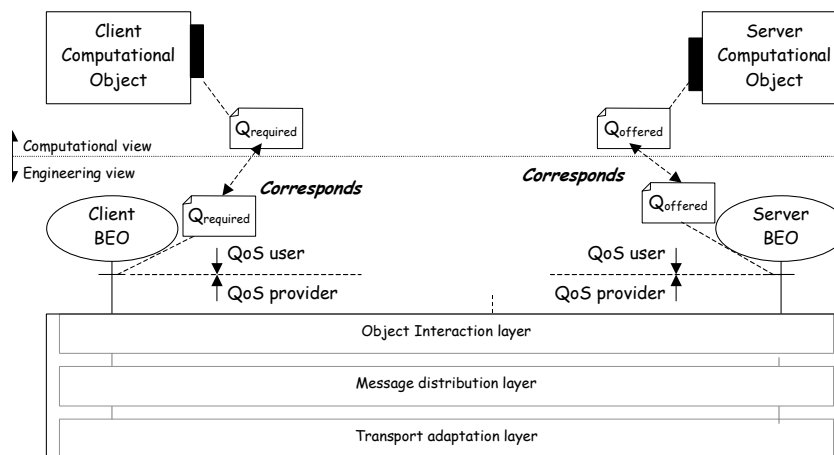 Client
Computational
Object
Server
Computational
Object
Qrequired
Qoffered
Computational view
Engineering view
Corresponds
Corresponds
Qrequired
Qoffered
Client
BEO
Server
BEO
QoS user
QoS user
QoS provider
QoS provider
Object Interaction layer
Message distribution layer
Transport adaptation layer